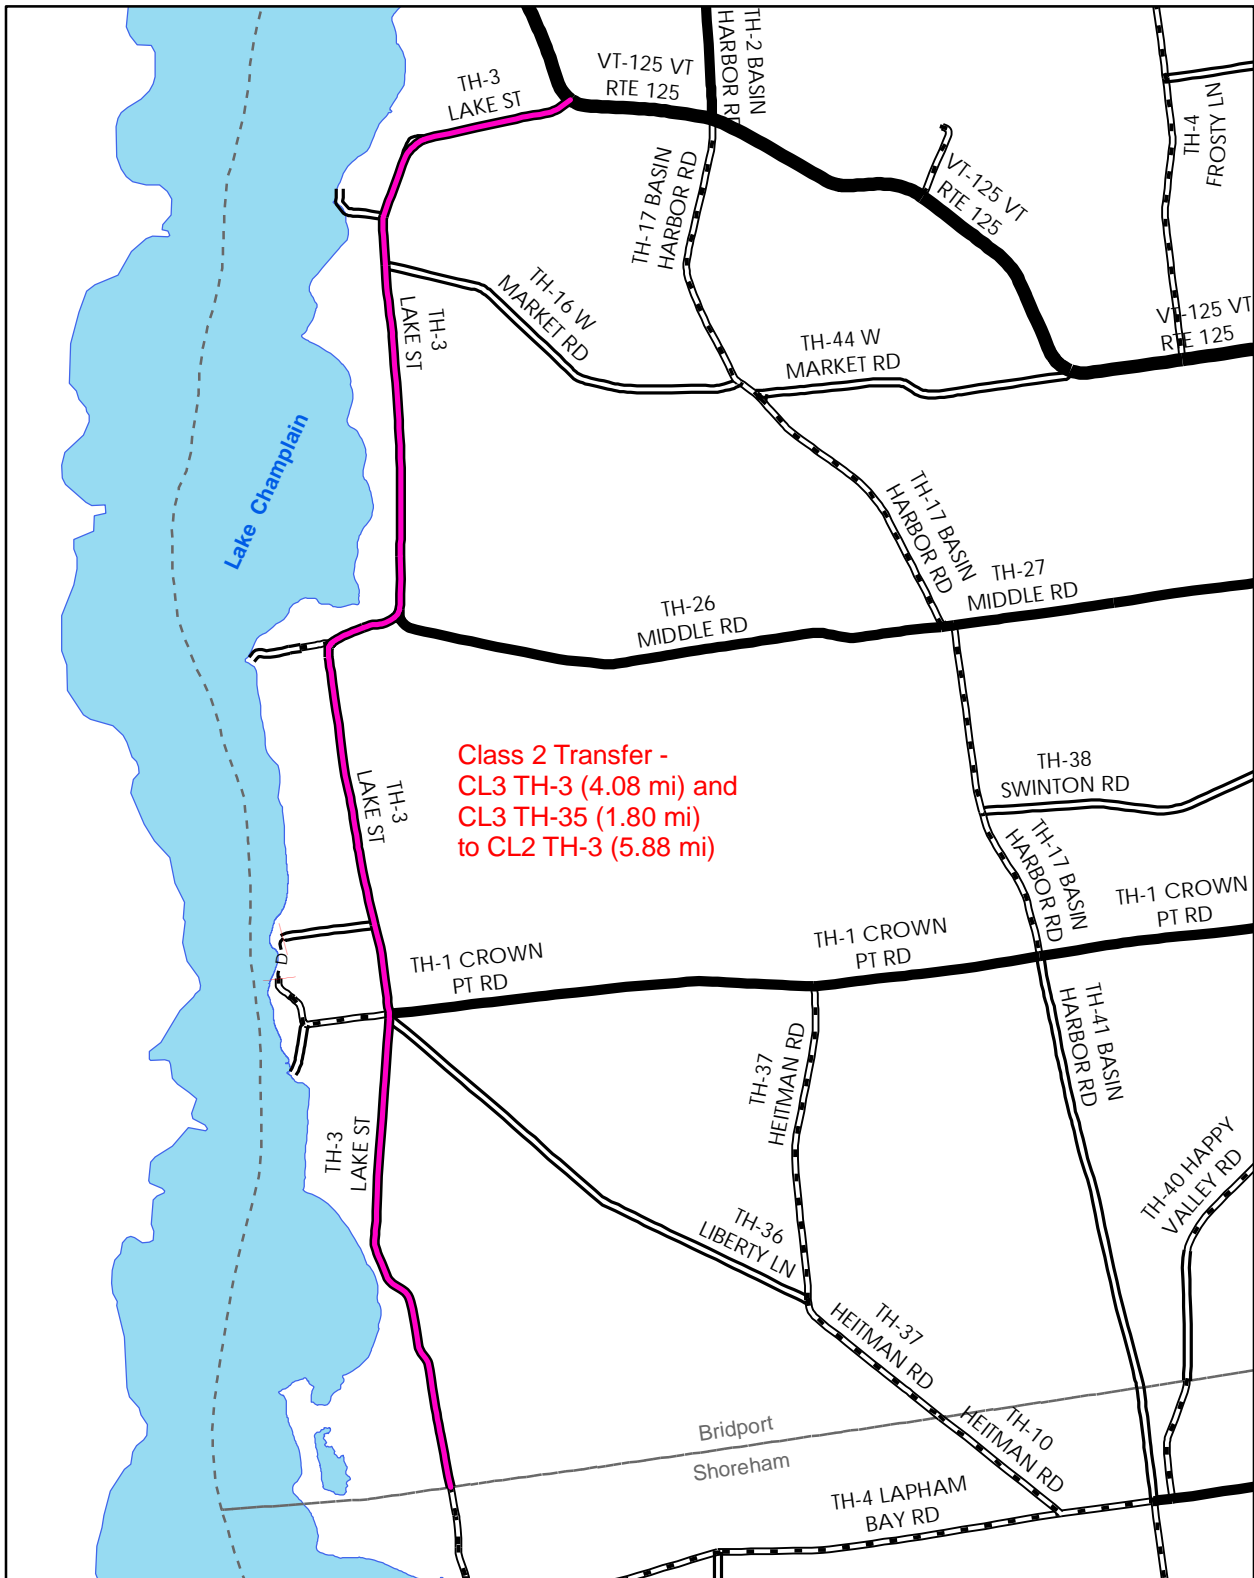 TH-3
LAKE ST
VT-125 VT
RTE 125
TH-2 BASIN
HARBOR RD
TH-4
FROSTY LN
TH-17 BASIN
HARBOR RD
VT-125 VT
RTE 125
TH-16 W
MARKET RD
TH-3
LAKE ST
TH-44 W
MARKET RD
VT-125 VT
RTE 125
Lake Champlain
TH-17 BASIN
HARBOR RD
TH-27
MIDDLE RD
TH-26
MIDDLE RD
Class 2 Transfer -
CL3 TH-3 (4.08 mi) and
CL3 TH-35 (1.80 mi)
to CL2 TH-3 (5.88 mi)
TH-3
LAKE ST
TH-38
SWINTON RD
TH-17 BASIN
HARBOR RD
TH-1 CROWN
PT RD
TH-1 CROWN
PT RD
TH-1 CROWN
PT RD
D
TH-41 BASIN
HARBOR RD
TH-37
HEITMAN RD
TH-3
LAKE ST
TH-40 HAPPY
VALLEY RD
TH-36
LIBERTY LN
TH-37
HEITMAN RD
TH-10
HEITMAN RD
Bridport
Shoreham
TH-4 LAPHAM
BAY RD